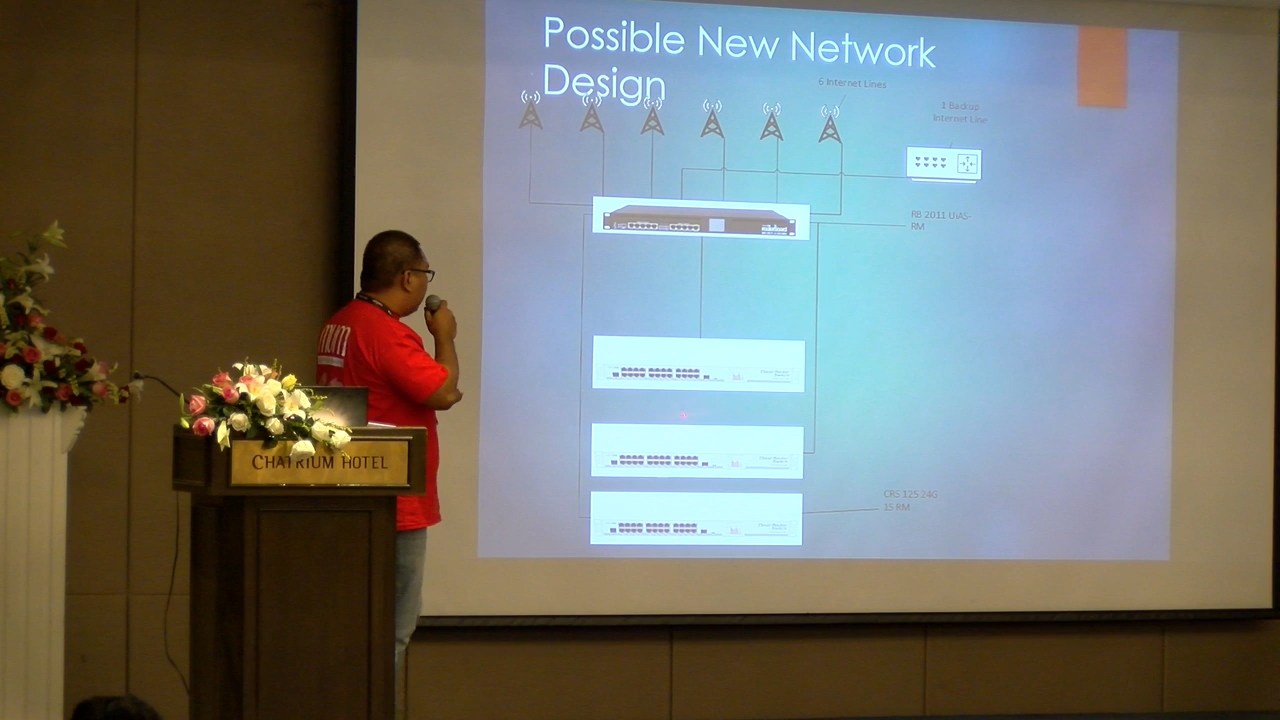 Possible New Network
Design
6 Internet Lines
1 Backup
Internet Line
RB 2011 UiAS-
RM
CRS 125 24G
1S RM
mum
CHATRIUM HOTEL